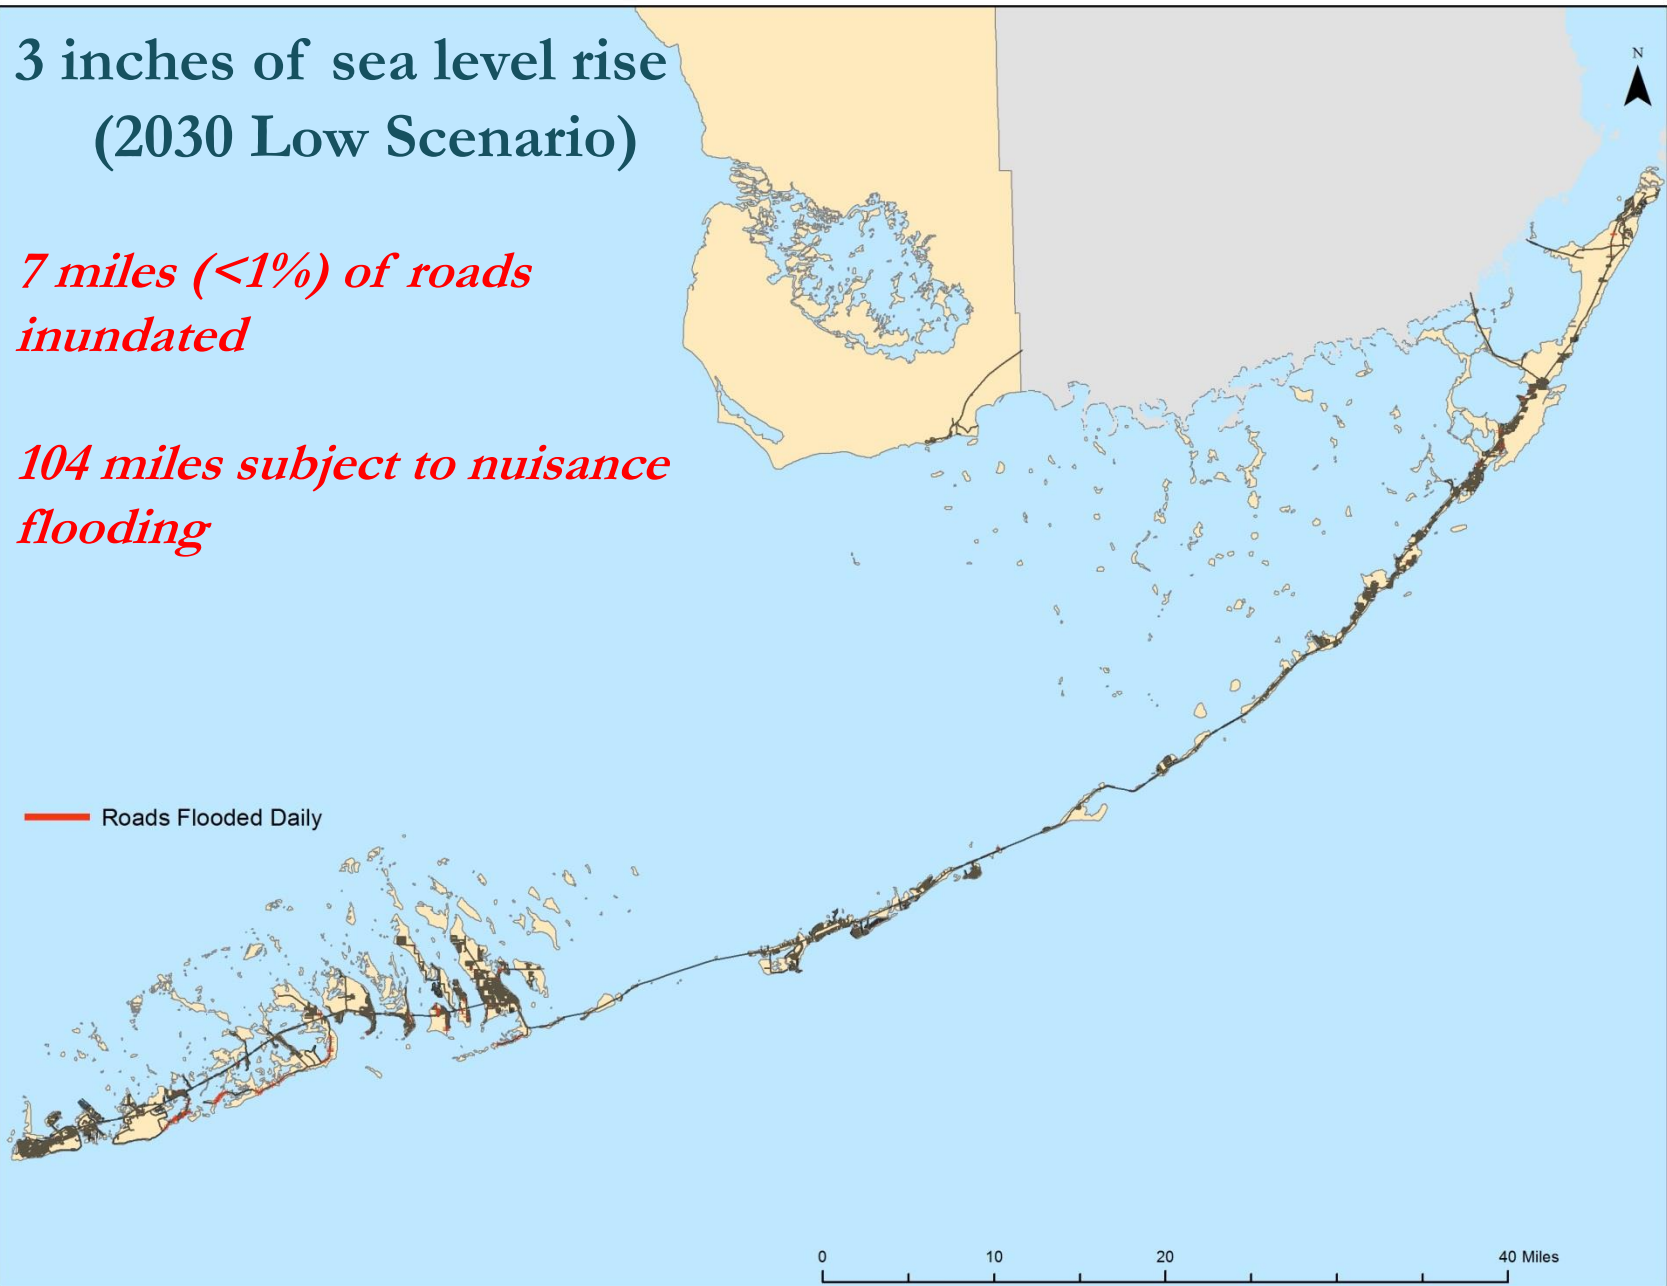 3 inches of sea level rise
(2030 Low Scenario)
7 miles (<1%) of roads
inundated
104 miles subject to nuisance
flooding
N
Roads Flooded Daily
0 10 20 40 Miles